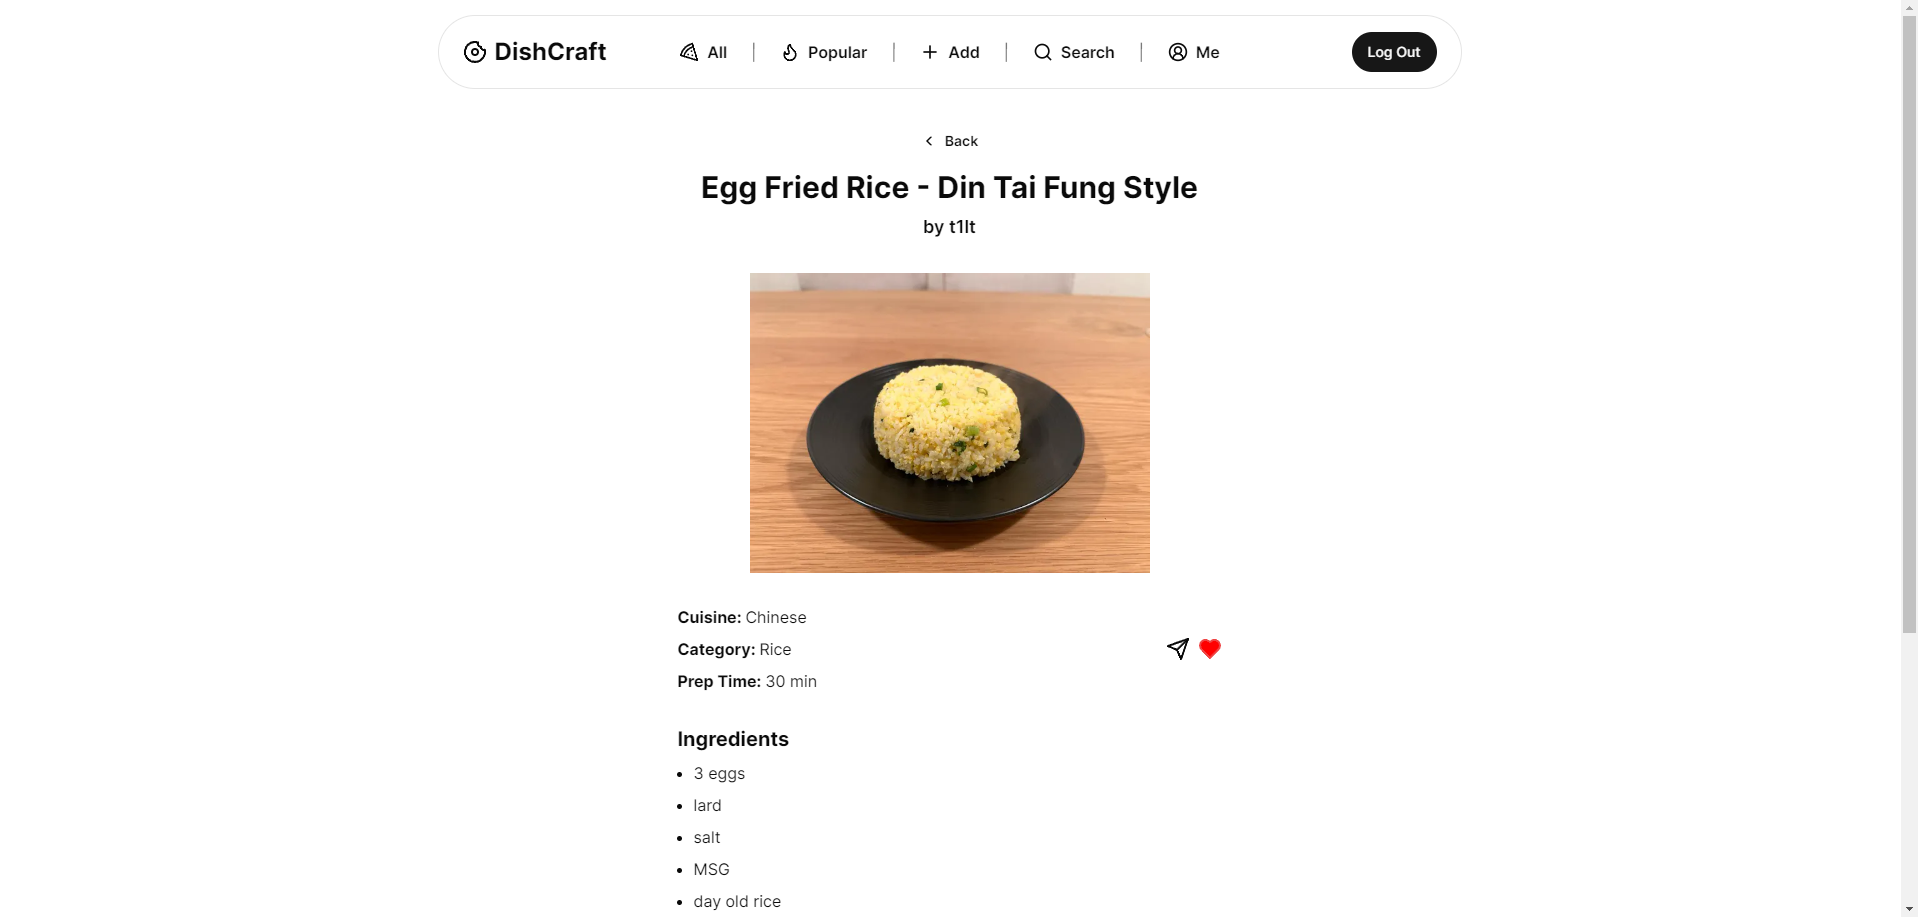 DishCraft
All
Popular
Add
Search
Me
Log Out
Back
Egg Fried Rice - Din Tai Fung Style
by t1lt
Cuisine: Chinese
Category: Rice
Prep Time: 30 min
Ingredients
• 3 eggs
• lard
• salt
• MSG
• day old rice